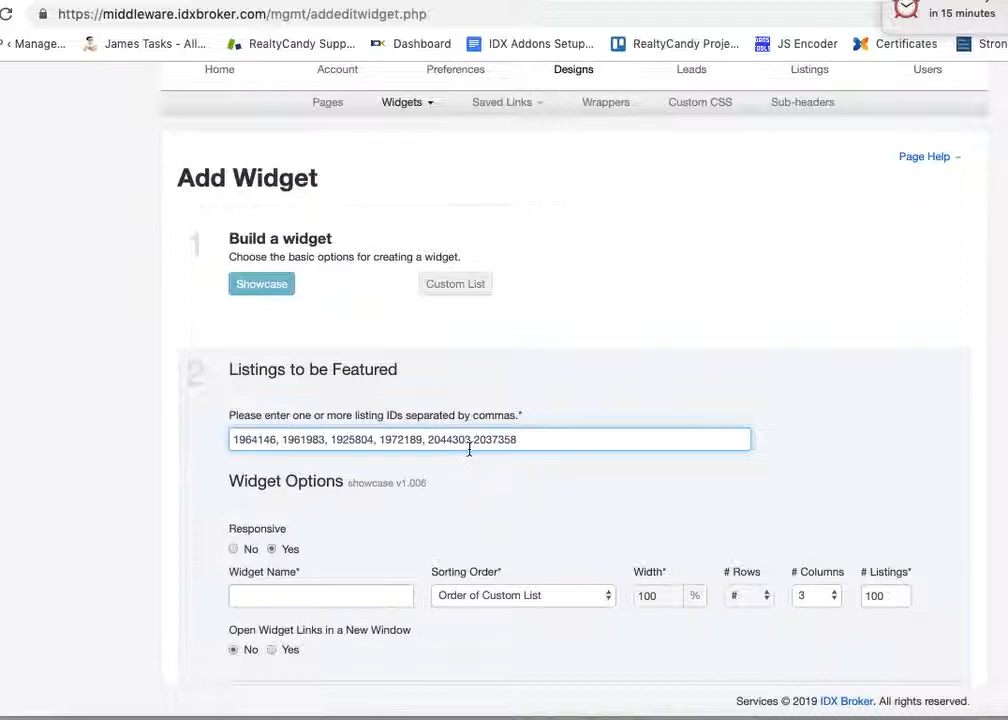 https://middleware.idxbroker.com/mgmt/addeditwidget.php
in 15 minutes
P ‹ Manage... James Tasks - All... RealtyCandy Supp... Dashboard IDX Addons Setup... RealtyCandy Proje... JS Encoder Certificates Stron
Home Account Preferences Designs Leads Listings Users
Pages Widgets Saved Links Wrappers Custom CSS Sub-headers
Page Help
Add Widget
1
Build a widget
Choose the basic options for creating a widget.
Showcase Custom List
2
Listings to be Featured
Please enter one or more listing IDs separated by commas.*
1964146, 1961983, 1925804, 1972189, 2044303,2037358
Widget Options showcase v1.006
Responsive
No Yes
Widget Name* Sorting Order* Width* # Rows # Columns # Listings*
Order of Custom List 100 % # 3 100
Open Widget Links in a New Window
No Yes
Services © 2019 IDX Broker. All rights reserved.